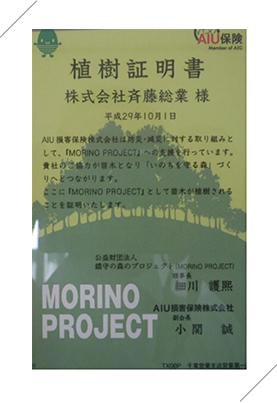 AIU保険
Member of AIG
植樹証明書
株式会社斉藤総業 様
平成29年10月1日
AIU損害保険株式会社は防災・減災に対する取り組みと
して、「MORINO PROJECT」への支援を行っています。
貴社のご協力が苗木となり「いのちを守る森」づく
りへとつながります。
ここに『MORINO PROJECT』として苗木が植樹される
ことを証明いたします。
公益財団法人
鎮守の森のプロジェクト(MORINO PROJECT)
理事長
細川 護熙
AIU損害保険株式会社
副会長
小関 誠
MORINO
PROJECT